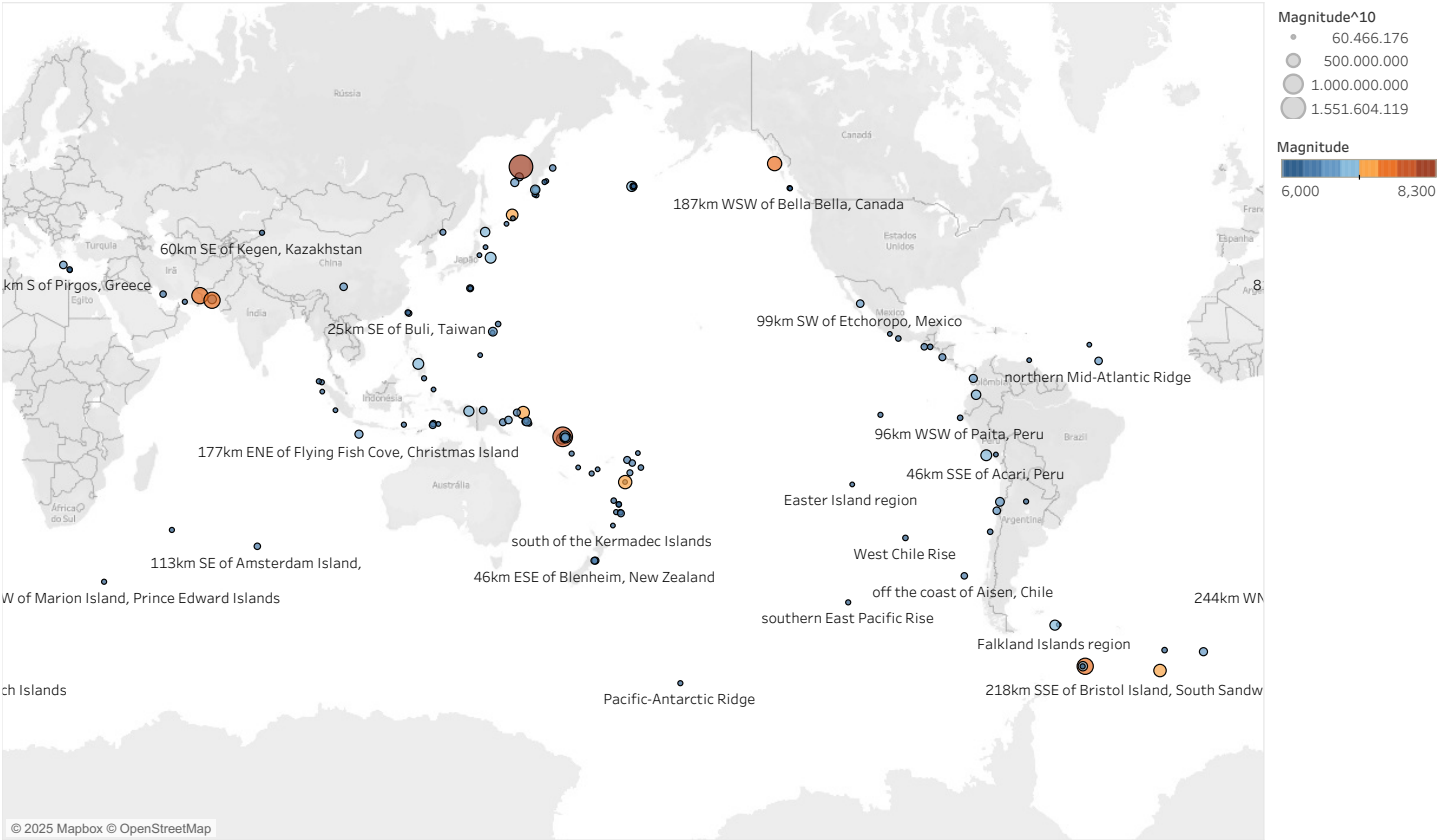 Magnitude^10
60.466.176
500.000.000
1.000.000.000
1.551.604.119
Magnitude
6,000 8,300
Rússia
Canadá
187km WSW of Bella Bella, Canada
Estados
Unidos
Turquia
60km SE of Kegen, Kazakhstan
China
Japão
Irã
km S of Pirgos, Greece
Egito
Índia
Espanha
Fran
8
25km SE of Buli, Taiwan
99km SW of Etchoropo, Mexico
Mexico
northern Mid-Atlantic Ridge
Colômbia
Indonésia
177km ENE of Flying Fish Cove, Christmas Island
96km WSW of Paita, Peru
Brazil
46km SSE of Acari, Peru
Austrália
Easter Island region
África
do Sul
Argentina
south of the Kermadec Islands
West Chile Rise
113km SE of Amsterdam Island,
46km ESE of Blenheim, New Zealand
off the coast of Aisen, Chile
W of Marion Island, Prince Edward Islands
244km WN
southern East Pacific Rise
Falkland Islands region
ch Islands
218km SSE of Bristol Island, South Sandw
Pacific-Antarctic Ridge
© 2025 Mapbox © OpenStreetMap